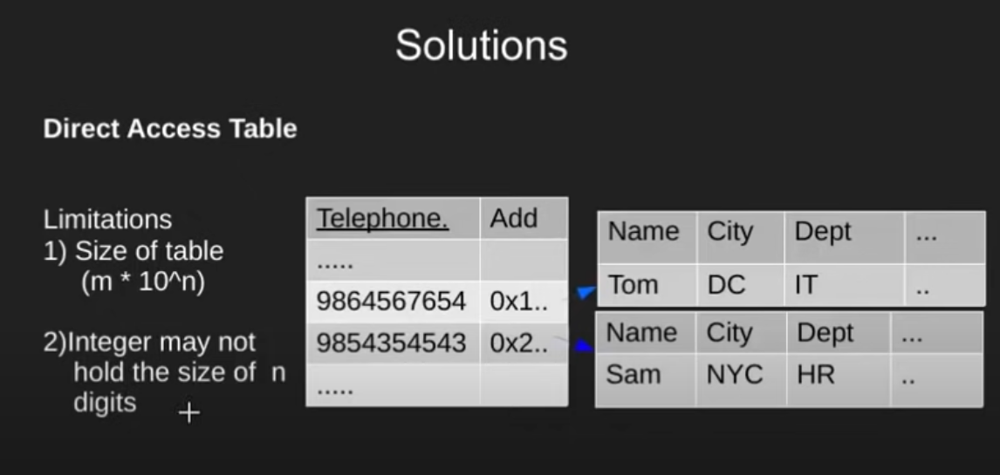 Solutions
Direct Access Table
Limitations
1) Size of table
(m * 10^n)
2)Integer may not
hold the size of n
digits
Telephone. Add
.....
9864567654 0x1..
9854354543 0x2..
.....
Name City Dept ...
Tom DC IT ..
Name City Dept ...
Sam NYC HR ..